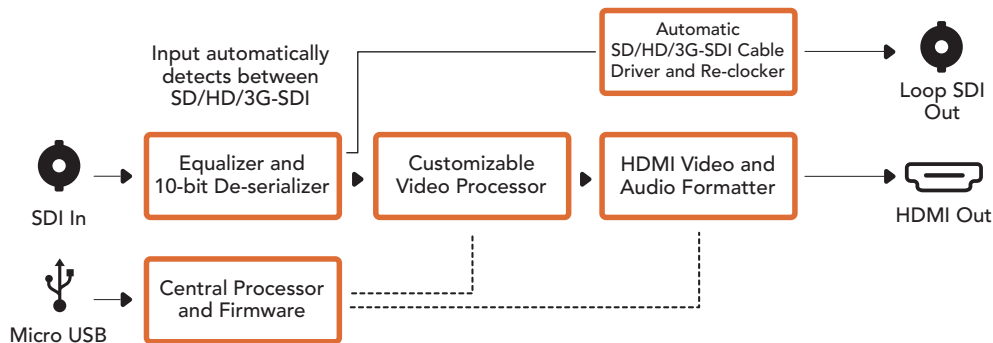 Automatic
SD/HD/3G-SDI Cable
Driver and Re-clocker
Input automatically
detects between
SD/HD/3G-SDI
Loop SDI
Out
Equalizer and
10-bit De-serializer
Customizable
Video Processor
HDMI Video and
Audio Formatter
SDI In
HDMI Out
Central Processor
and Firmware
Micro USB